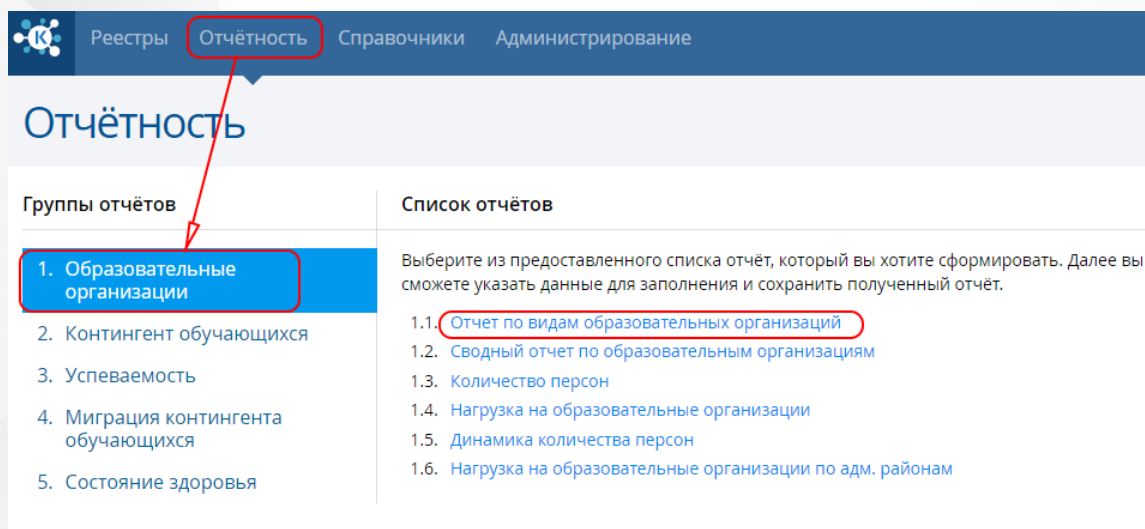 К Реестры Отчётность Справочники Администрирование
Отчётность
Группы отчётов
1. Образовательные
организации
2. Контингент обучающихся
3. Успеваемость
4. Миграция контингента
обучающихся
5. Состояние здоровья
Список отчётов
Выберите из предоставленного списка отчёт, который вы хотите сформировать. Далее вы
сможете указать данные для заполнения и сохранить полученный отчёт.
1.1. Отчет по видам образовательных организаций
1.2. Сводный отчет по образовательным организациям
1.3. Количество персон
1.4. Нагрузка на образовательные организации
1.5. Динамика количества персон
1.6. Нагрузка на образовательные организации по адм. районам